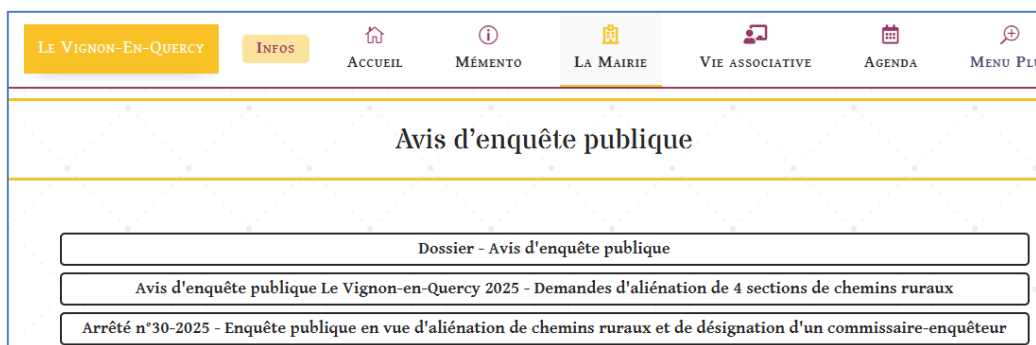 Le Vignon-En-Quercy
Infos
Accueil
Mémento
La Mairie
Vie associative
Agenda
Menu
Avis d'enquête publique
Dossier - Avis d'enquête publique
Avis d'enquête publique Le Vignon-en-Quercy 2025 - Demandes d'aliénation de 4 sections de chemins ruraux
Arrêté n°30-2025 - Enquête publique en vue d'aliénation de chemins ruraux et de désignation d'un commissaire-enquêteur